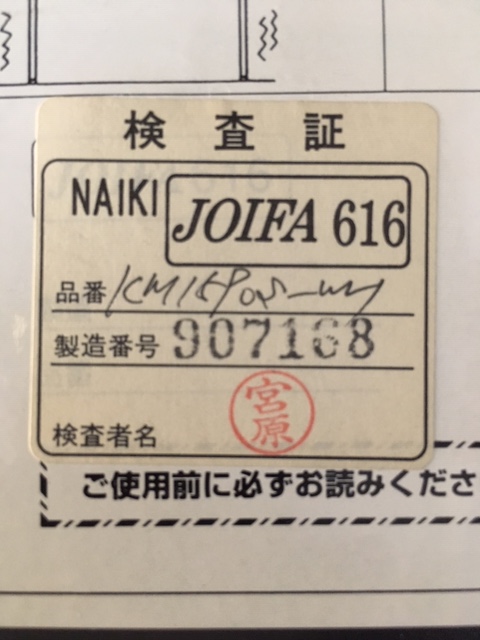 検査証
NAIKI JOIFA 616
品番
製造番号 907168
検査者名 宮原
ご使用前に必ずお読みくださ